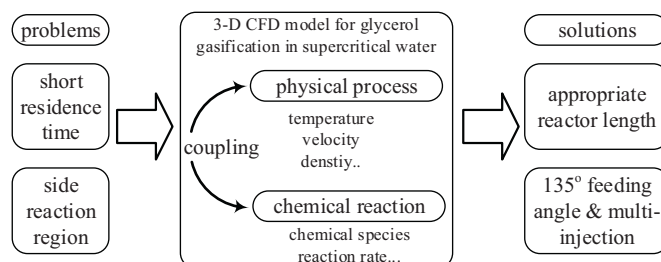 problems
short
residence
time
side
reaction
region
3-D CFD model for glycerol
gasification in supercritical water
physical process
temperature
velocity
denstiy..
coupling
chemical reaction
chemical species
reaction rate...
solutions
appropriate
reactor length
135° feeding
angle & multi-
injection